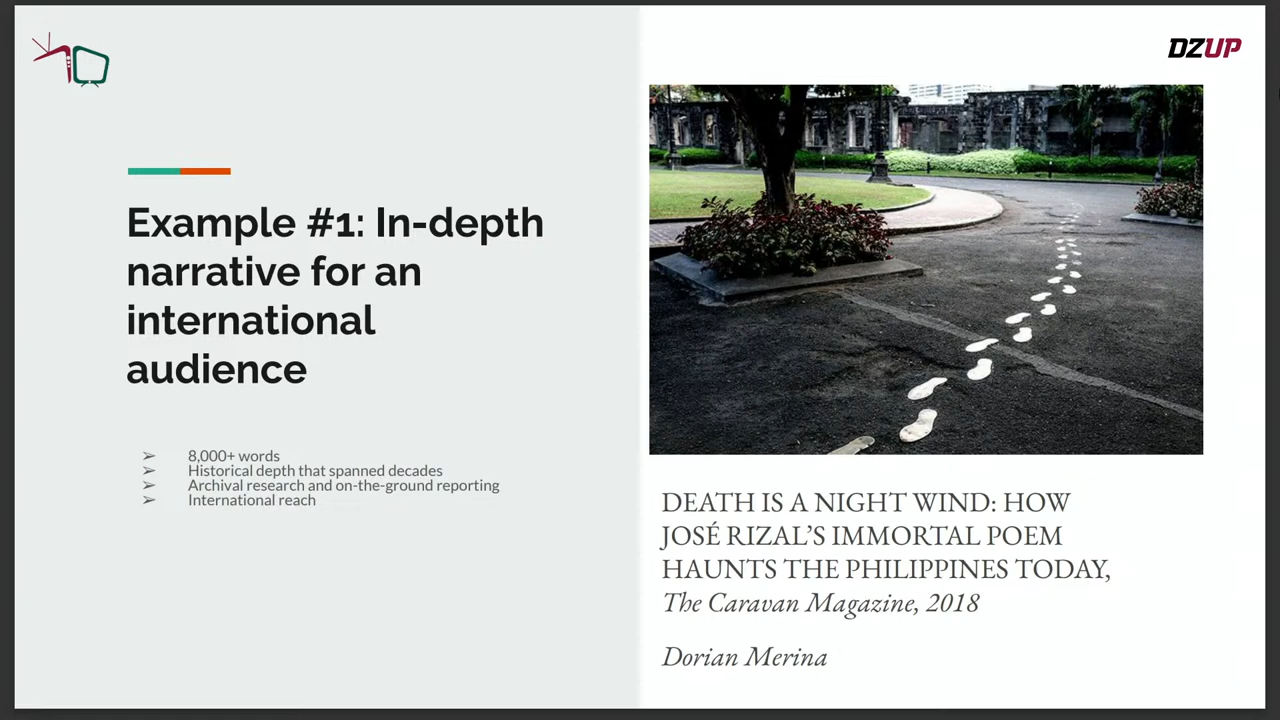 DZUP
Example #1: In-depth
narrative for an
international
audience
➢ 8,000+ words
➢ Historical depth that spanned decades
➢ Archival research and on-the-ground reporting
➢ International reach
DEATH IS A NIGHT WIND: HOW
JOSÉ RIZAL’S IMMORTAL POEM
HAUNTS THE PHILIPPINES TODAY,
The Caravan Magazine, 2018
Dorian Merina